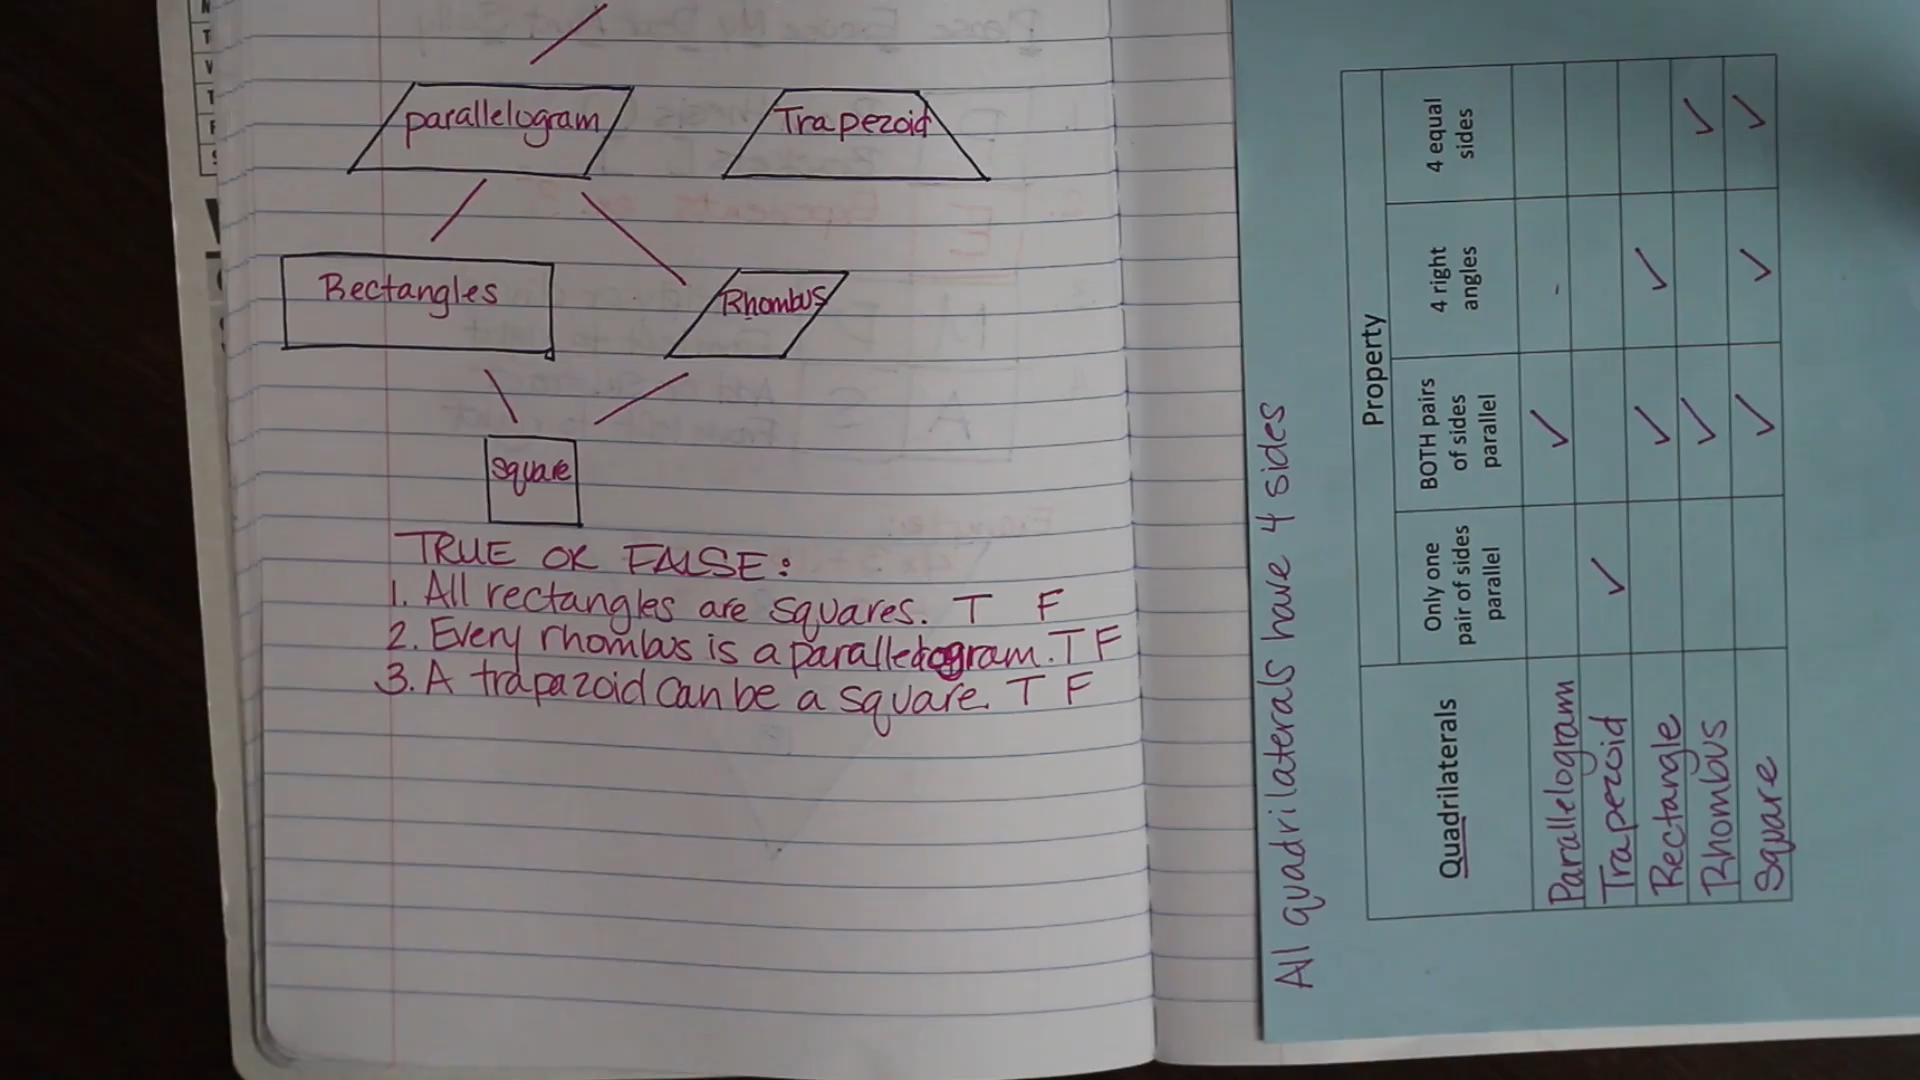 parallelogram
Trapezoid
Rectangles
Rhombus
square
TRUE OR FALSE:
1. All rectangles are squares. T F
2. Every rhombus is a parallelogram. T F
3. A trapazoid can be a square. T F
All quadrilaterals have 4 sides
Quadrilaterals
Property
Only one pair of sides parallel
BOTH pairs of sides parallel
4 right angles
4 equal sides
Parallelogram ✓
Trapezoid ✓
Rectangle ✓ ✓
Rhombus ✓ ✓
Square ✓ ✓ ✓